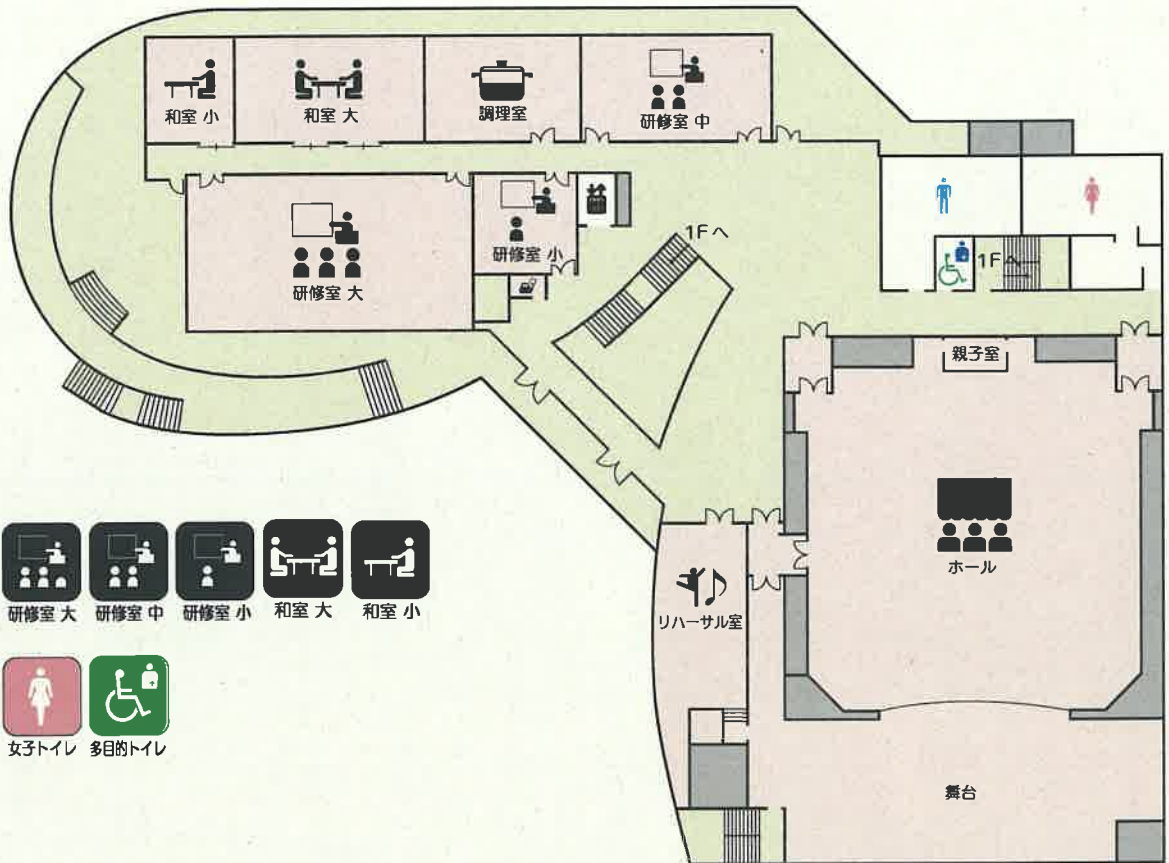 和室 小
和室 大
調理室
研修室 中
研修室 大
研修室 小
1Fへ
1Fへ
親子室
ホール
リハーサル室
舞台
研修室 大
研修室 中
研修室 小
和室 大
和室 小
女子トイレ
多目的トイレ